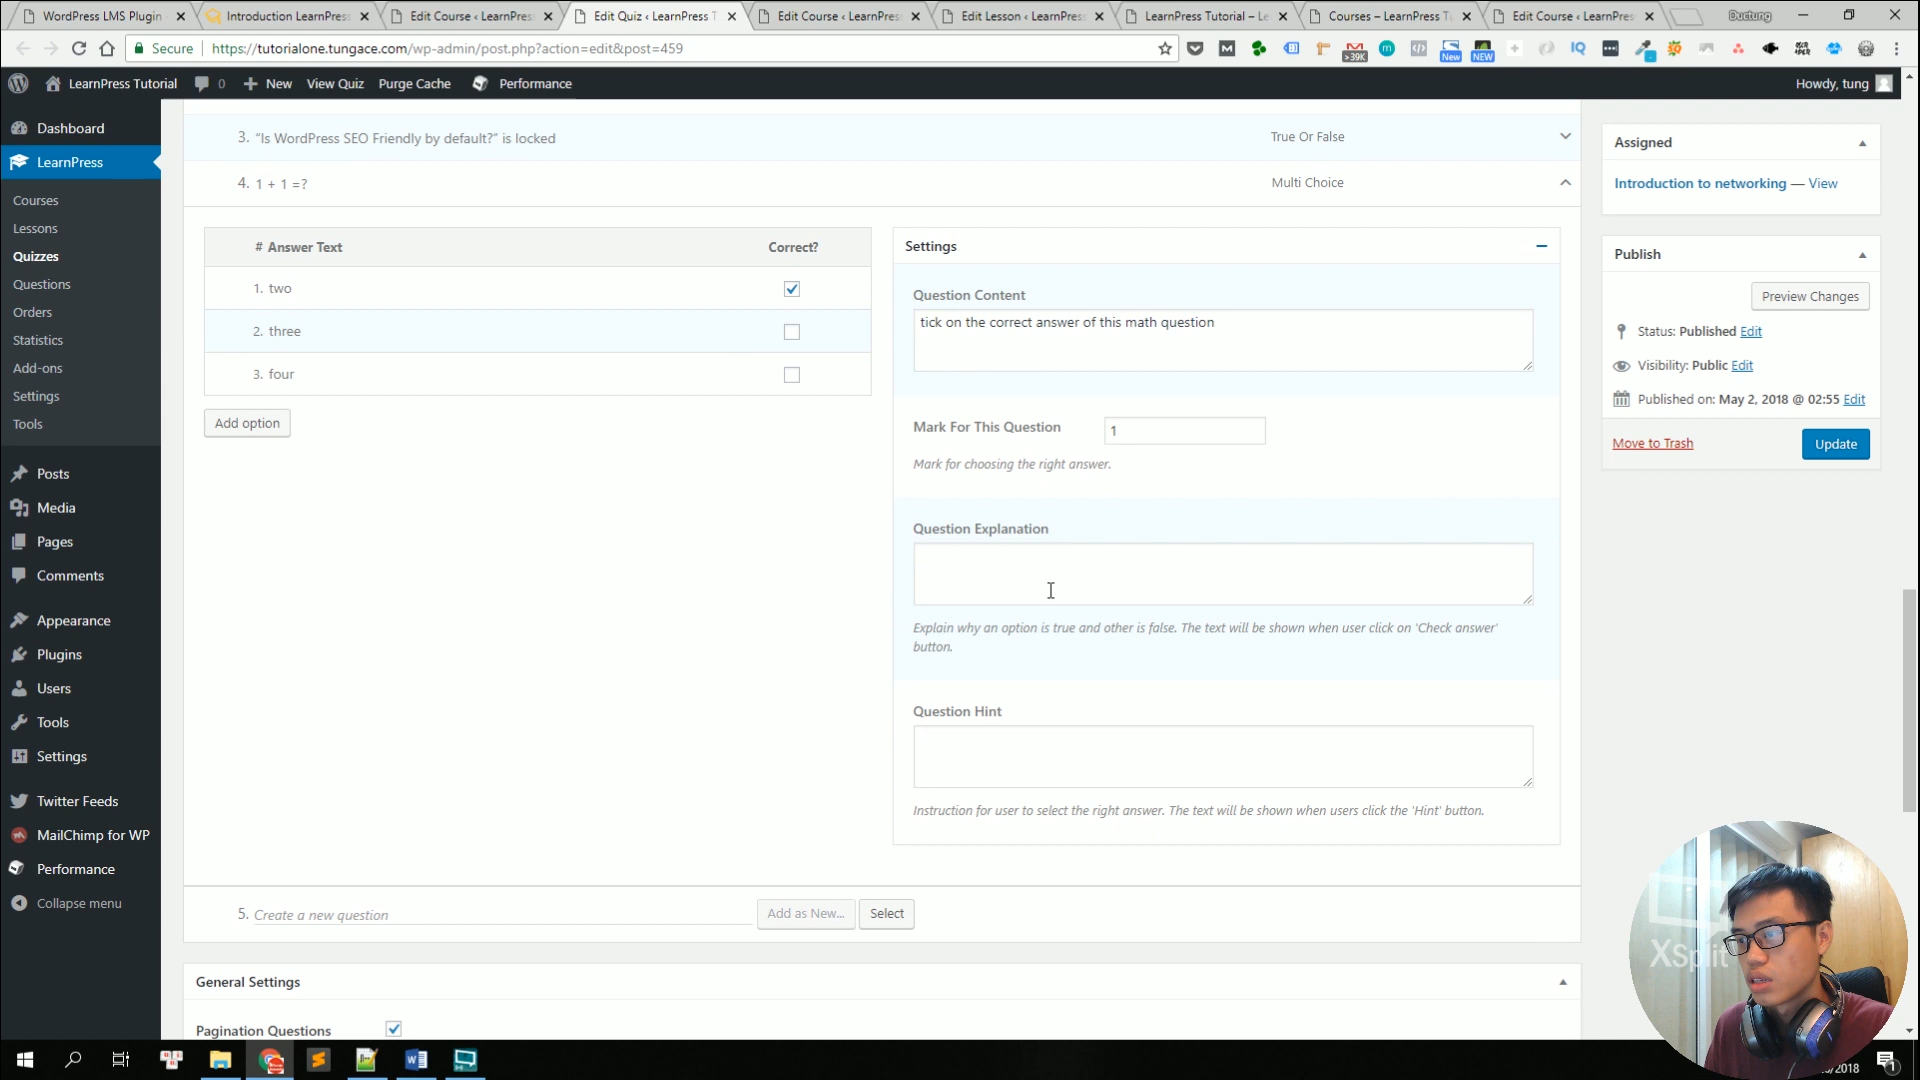 WordPress LMS Plugin
Introduction LearnPress
Edit Course ‹ LearnPress
Edit Quiz ‹ LearnPress T
Edit Course ‹ LearnPress
Edit Lesson ‹ LearnPress
LearnPress Tutorial – Le
Courses – LearnPress Tu
Edit Course ‹ LearnPres
Ductung
Secure
https://tutorialone.tungace.com/wp-admin/post.php?action=edit&post=459
>39K
New
NEW
LearnPress Tutorial
0
New
View Quiz
Purge Cache
Performance
Howdy, tung
Dashboard
LearnPress
Courses
Lessons
Quizzes
Questions
Orders
Statistics
Add-ons
Settings
Tools
Posts
Media
Pages
Comments
Appearance
Plugins
Users
Tools
Settings
Twitter Feeds
MailChimp for WP
Performance
Collapse menu
3. "Is WordPress SEO Friendly by default?" is locked
True Or False
4. 1 + 1 =?
Multi Choice
# Answer Text
Correct?
1. two
2. three
3. four
Add option
Settings
Question Content
tick on the correct answer of this math question
Mark For This Question
1
Mark for choosing the right answer.
Question Explanation
Explain why an option is true and other is false. The text will be shown when user click on 'Check answer'
button.
Question Hint
Instruction for user to select the right answer. The text will be shown when users click the 'Hint' button.
5. Create a new question
Add as New...
Select
General Settings
Pagination Questions
Assigned
Introduction to networking — View
Publish
Preview Changes
Status: Published Edit
Visibility: Public Edit
Published on: May 2, 2018 @ 02:55 Edit
Move to Trash
Update
XSplit
/2018
1